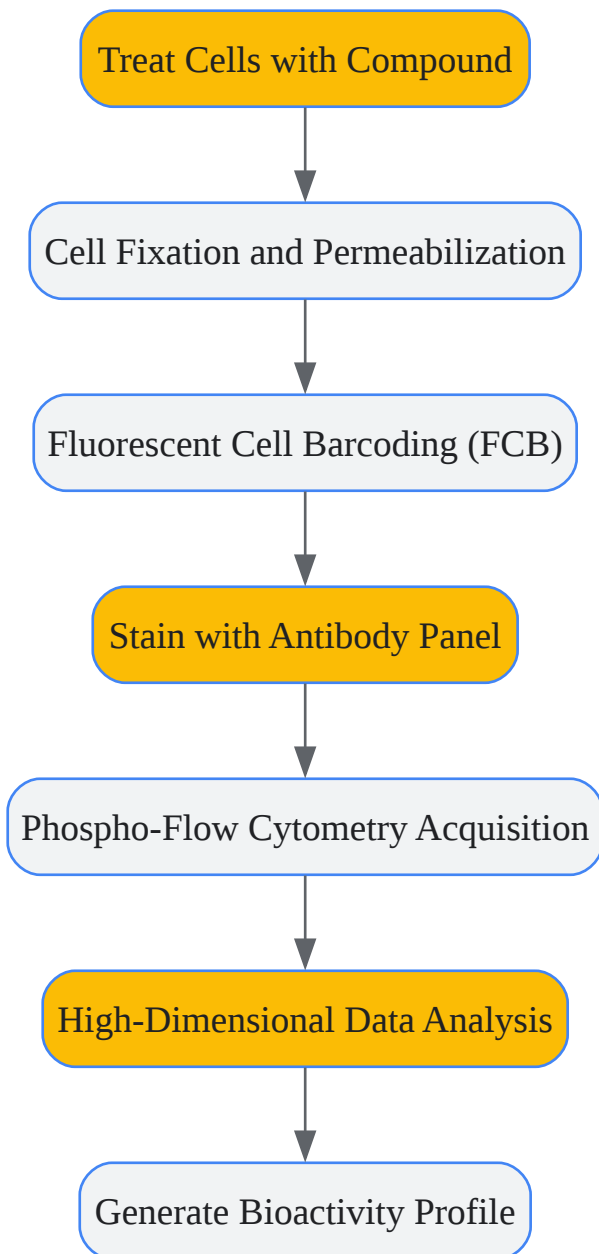 Treat Cells with Compound
Cell Fixation and Permeabilization
Fluorescent Cell Barcoding (FCB)
Stain with Antibody Panel
Phospho-Flow Cytometry Acquisition
High-Dimensional Data Analysis
Generate Bioactivity Profile